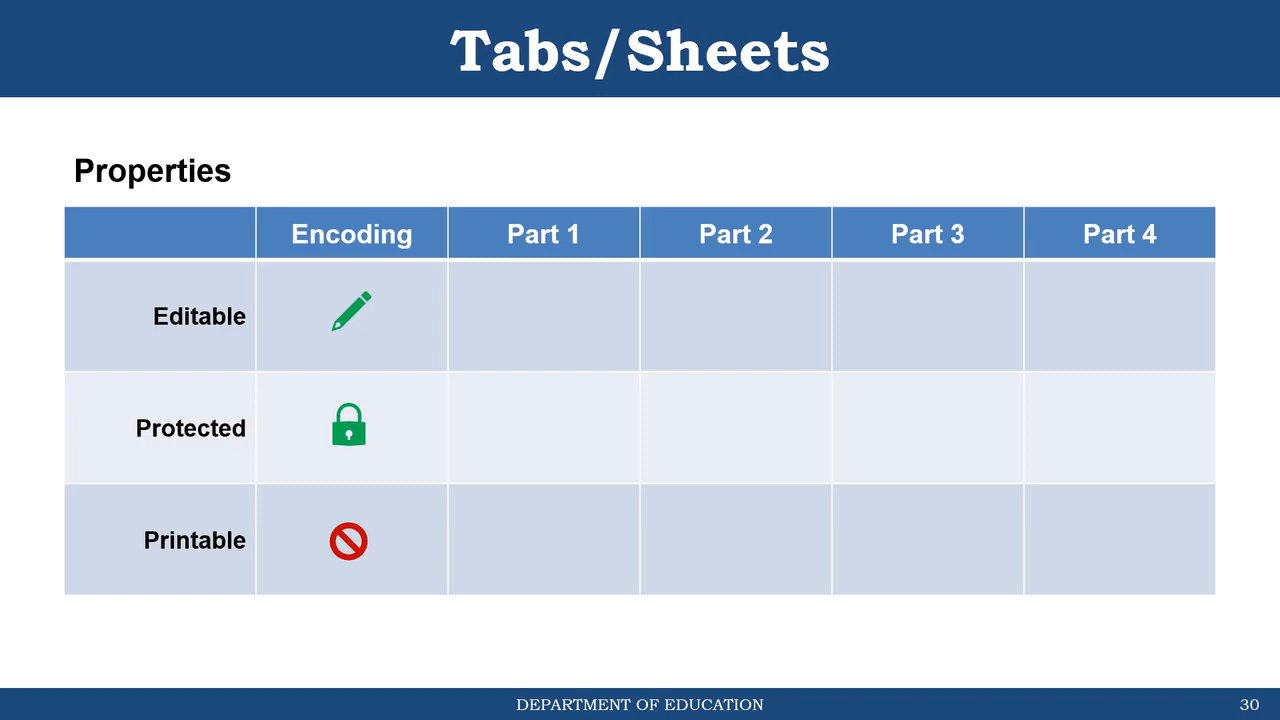 Tabs/Sheets
Properties
Encoding Part 1 Part 2 Part 3 Part 4
Editable
Protected
Printable
DEPARTMENT OF EDUCATION 30